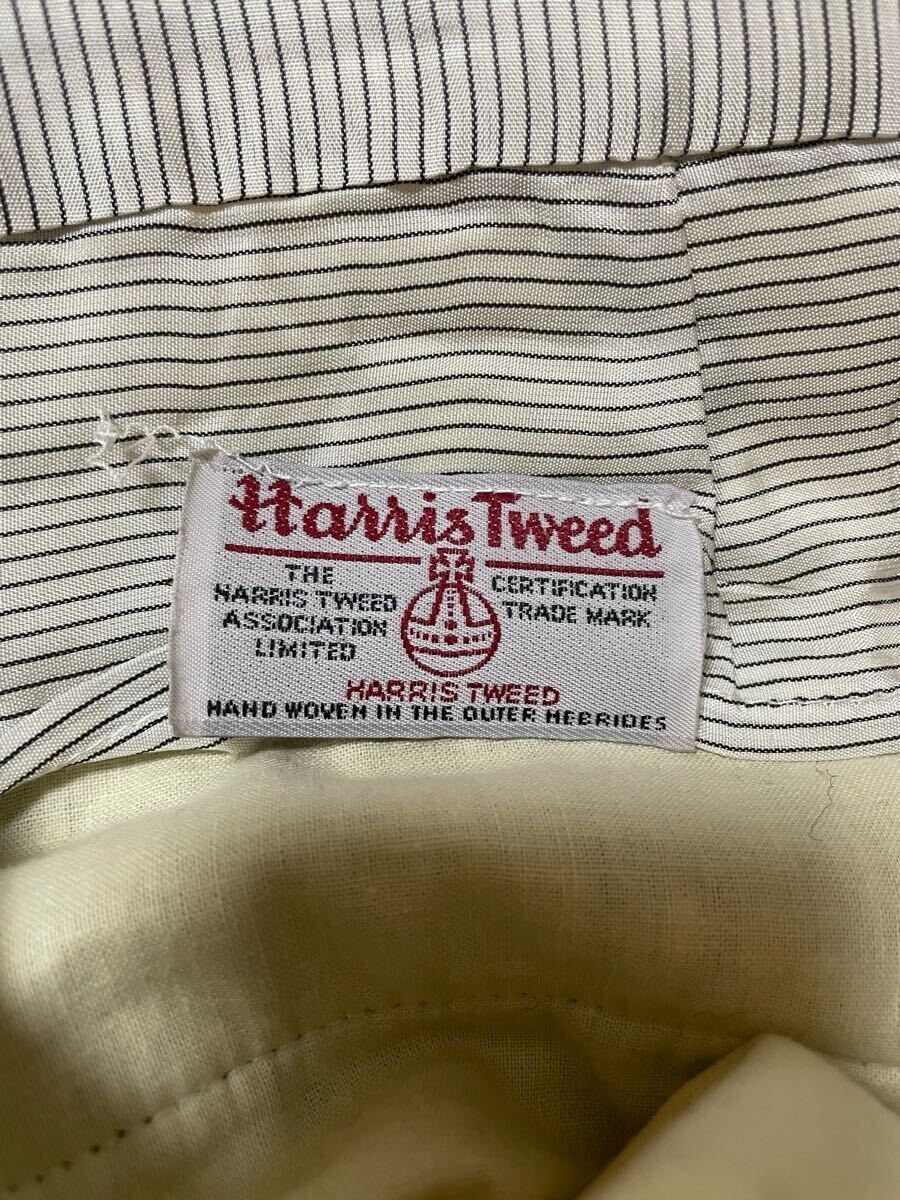 Harris Tweed
THE
HARRIS TWEED
ASSOCIATION
LIMITED
CERTIFICATION
TRADE MARK
HARRIS TWEED
HAND WOVEN IN THE OUTER HEBRIDES